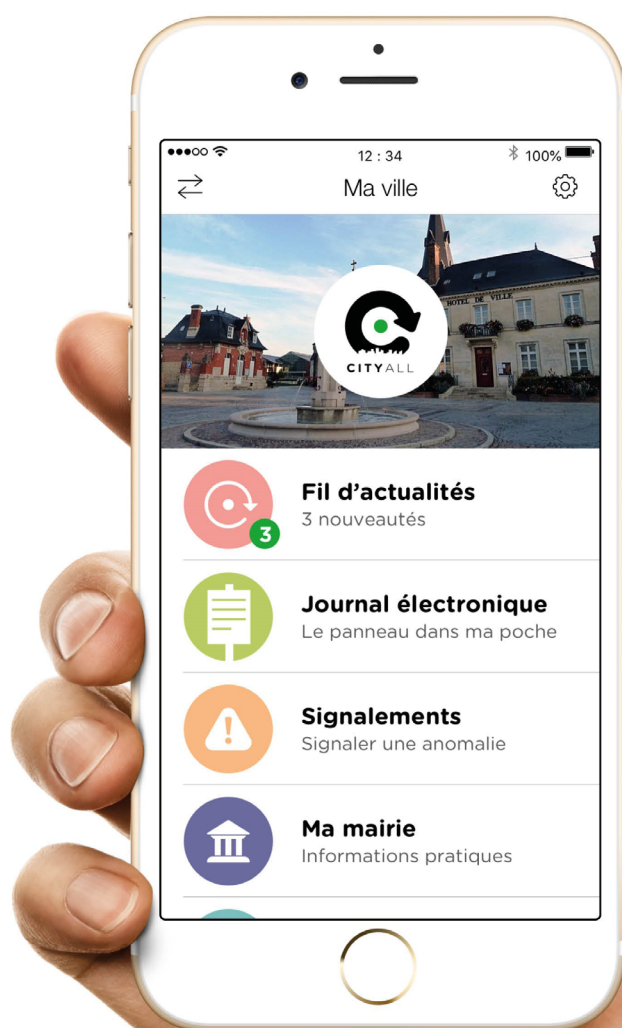 12 : 34
100%
Ma ville
HOTEL DE VILLE
CITYALL
Fil d’actualités
3 nouveautés
3
Journal électronique
Le panneau dans ma poche
Signalements
Signaler une anomalie
Ma mairie
Informations pratiques